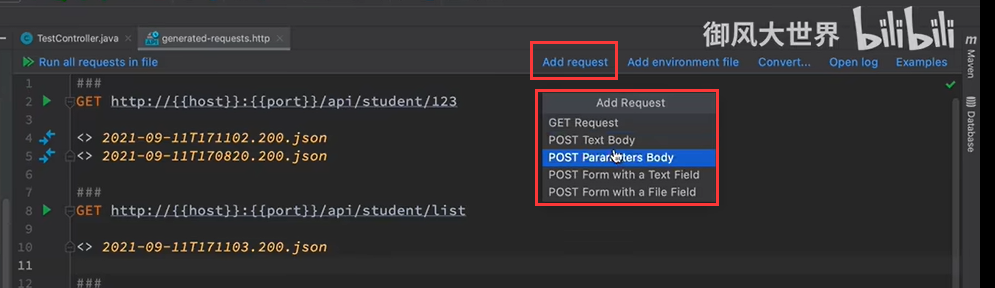 御风大世界 bilibili
TestController.java generated-requests.http
Run all requests in file Add request Add environment file Convert... Open log Examples
Maven
Database
Add Request
GET Request
POST Text Body
POST Parameters Body
POST Form with a Text Field
POST Form with a File Field
1 ###
2 GET http://{{host}}:{{port}}/api/student/123
3
4 <> 2021-09-11T171102.200.json
5 <> 2021-09-11T170820.200.json
6
7 ###
8 GET http://{{host}}:{{port}}/api/student/list
9
10 <> 2021-09-11T171103.200.json
11
12 ###